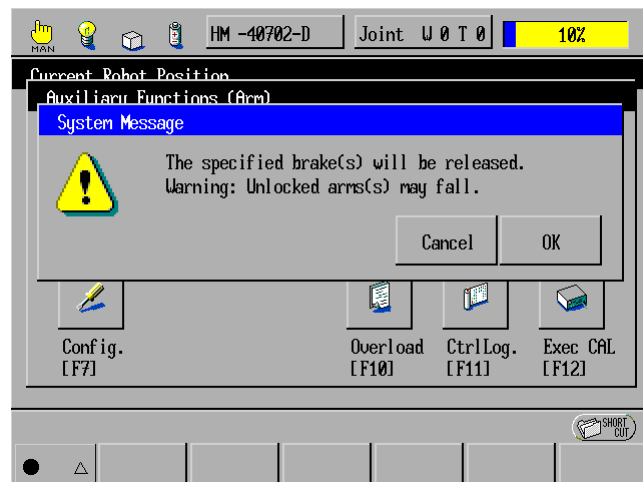 MAN
HM -40702-D
Joint W 0 T 0
10%
Current Robot Position
Auxiliary Functions (Arm)
System Message
The specified brake(s) will be released.
Warning: Unlocked arms(s) may fall.
Cancel
OK
Config.
[F7]
Overload
[F10]
CtrlLog.
[F11]
Exec CAL
[F12]
SHORT
CUT